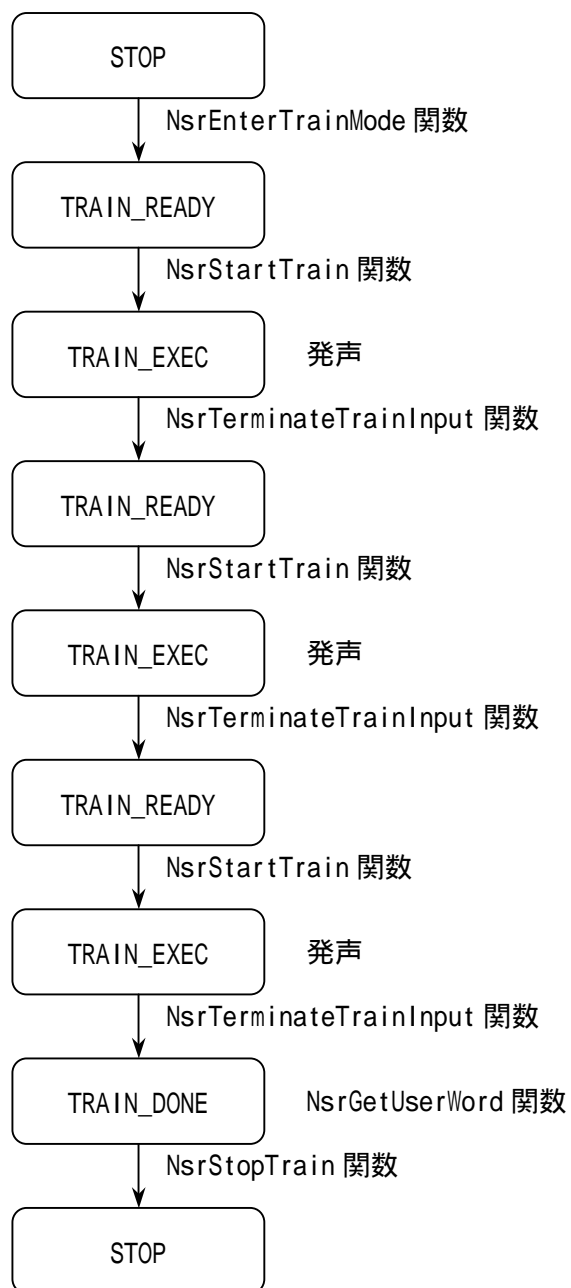 STOP
NsrEnterTrainMode 関数
TRAIN_READY
NsrStartTrain 関数
TRAIN_EXEC 発声
NsrTerminateTrainInput 関数
TRAIN_READY
NsrStartTrain 関数
TRAIN_EXEC 発声
NsrTerminateTrainInput 関数
TRAIN_READY
NsrStartTrain 関数
TRAIN_EXEC 発声
NsrTerminateTrainInput 関数
TRAIN_DONE NsrGetUserWord 関数
NsrStopTrain 関数
STOP